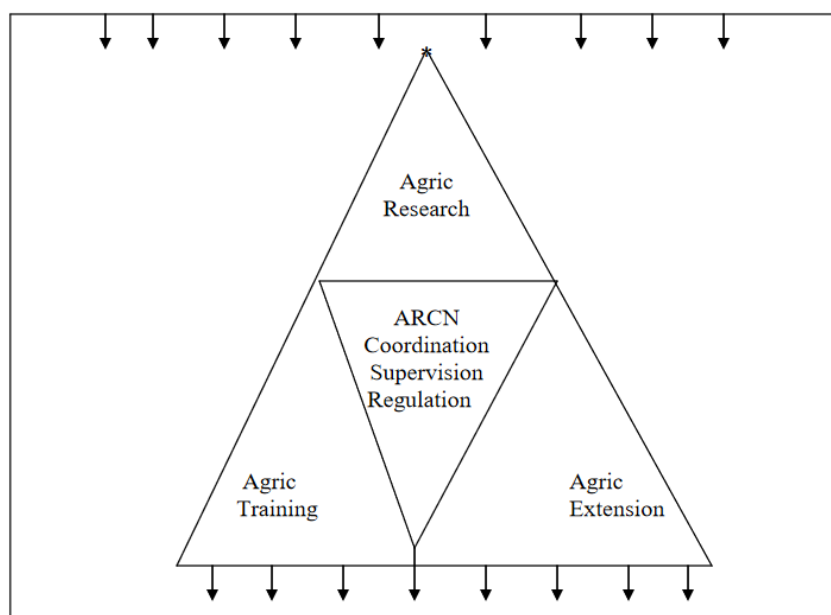 *
Agric
Research
ARCN
Coordination
Supervision
Regulation
Agric
Training
Agric
Extension